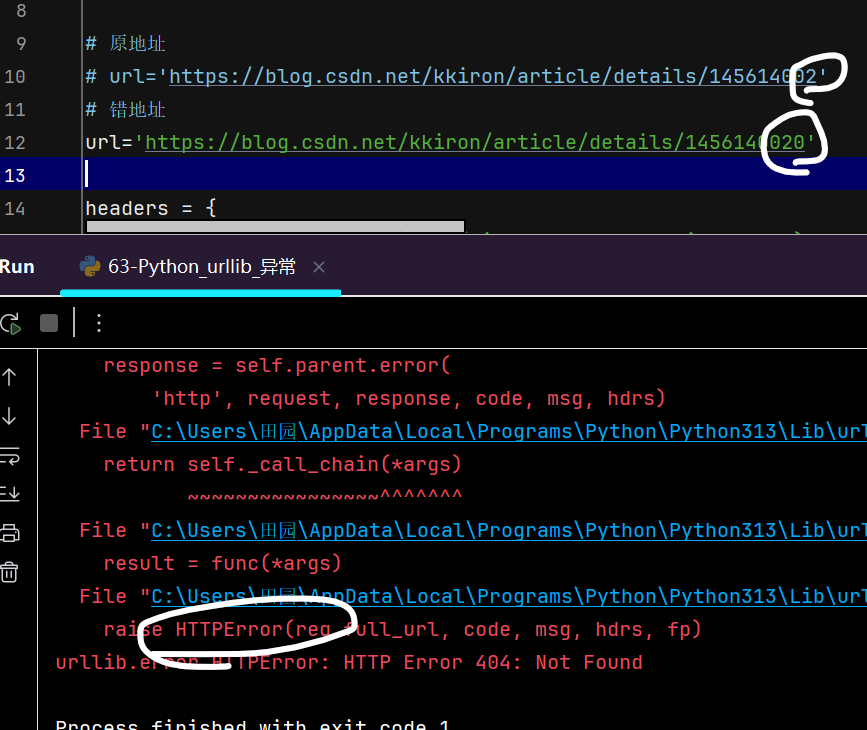 8
9 # 原地址
10 # url='https://blog.csdn.net/kkiron/article/details/145614002'
11 # 错地址
12 url='https://blog.csdn.net/kkiron/article/details/1456140020'
13
14 headers = {
Run 63-Python_urllib_异常
response = self.parent.error(
'http', request, response, code, msg, hdrs)
File "C:\Users\田园\AppData\Local\Programs\Python\Python313\Lib\url
return self._call_chain(*args)
~~~~~~~~~~~~~~~~^^^^^^^
File "C:\Users\田园\AppData\Local\Programs\Python\Python313\Lib\url
result = func(*args)
File "C:\Users\田园\AppData\Local\Programs\Python\Python313\Lib\url
raise HTTPError(req.full_url, code, msg, hdrs, fp)
urllib.error.HTTPError: HTTP Error 404: Not Found
Process finished with exit code 1